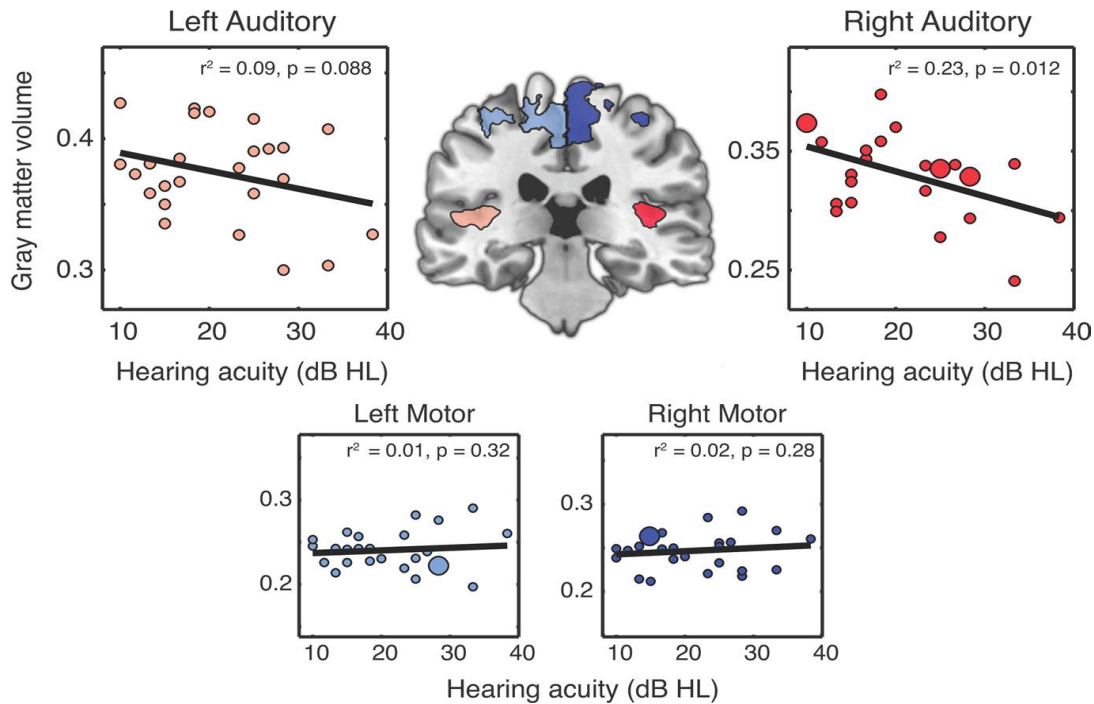 Left Auditory
r² = 0.09, p = 0.088
0.4
0.3
Gray matter volume
10 20 30 40
Hearing acuity (dB HL)
Right Auditory
r² = 0.23, p = 0.012
0.35
0.25
10 20 30 40
Hearing acuity (dB HL)
Left Motor
r² = 0.01, p = 0.32
0.3
0.2
10 20 30 40
Right Motor
r² = 0.02, p = 0.28
0.3
0.2
10 20 30 40
Hearing acuity (dB HL)